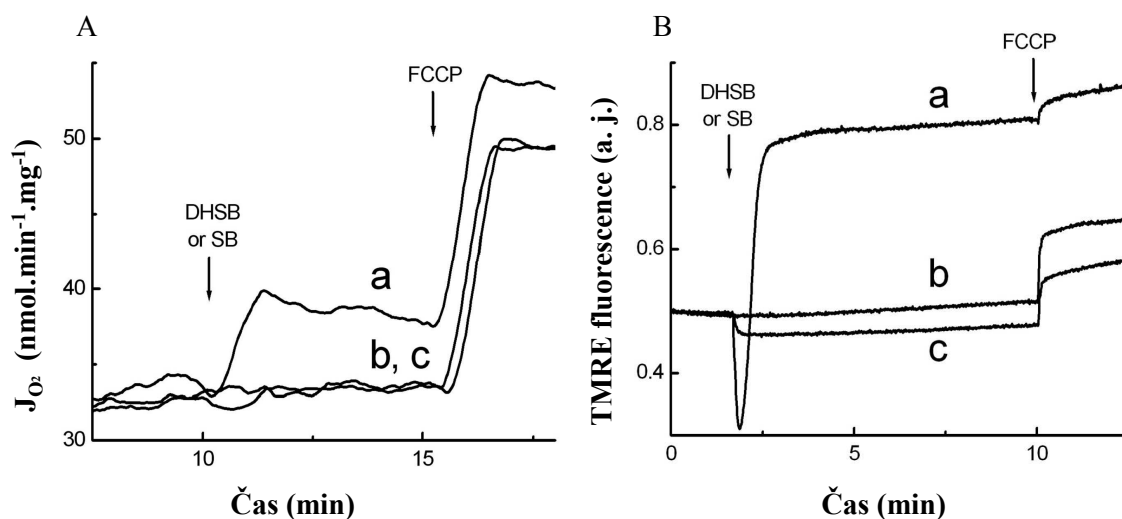 A
J_O₂ (nmol.min⁻¹.mg⁻¹)
50
40
30
DHSB
or SB
FCCP
a
b, c
10
15
Čas (min)
B
TMRE fluorescence (a. j.)
0.8
0.6
0.4
DHSB
or SB
FCCP
a
b
c
0
5
10
Čas (min)